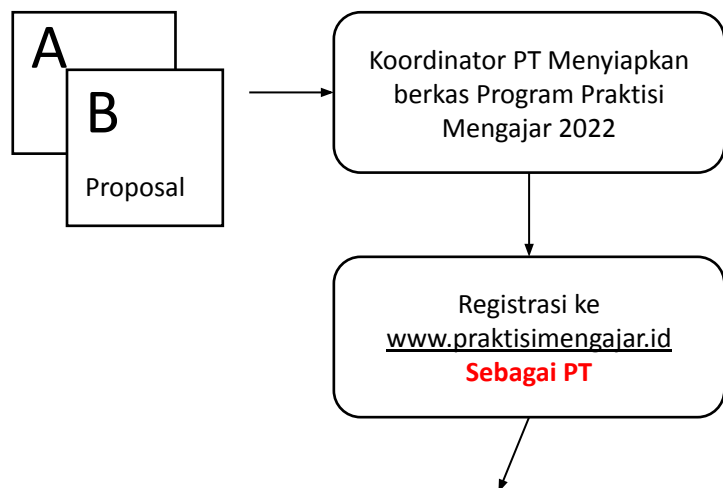 A
B
Proposal
Koordinator PT Menyiapkan
berkas Program Praktisi
Mengajar 2022
Registrasi ke
www.praktisimengajar.id
Sebagai PT